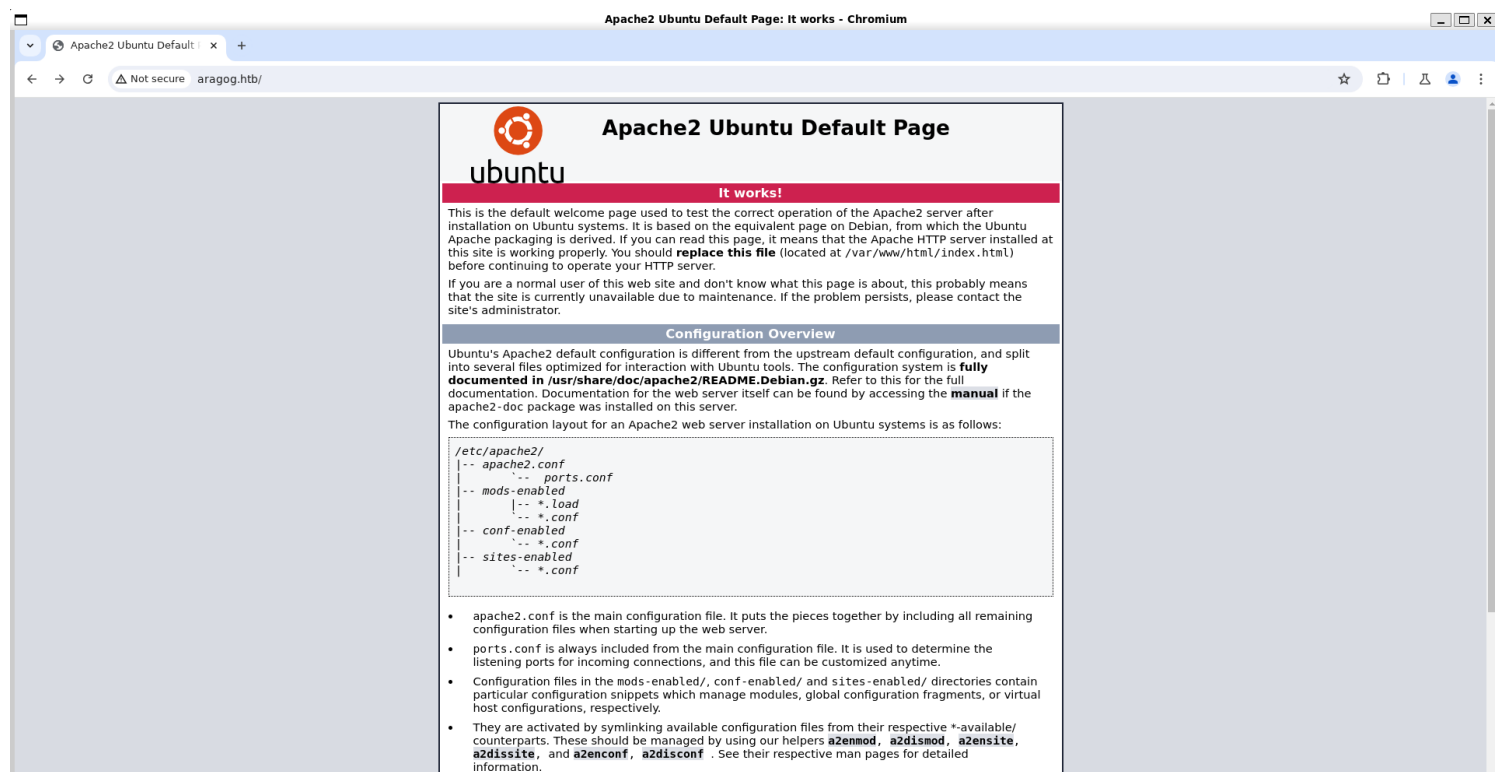 Apache2 Ubuntu Default Page: It works - Chromium
Apache2 Ubuntu Default
Not secure aragog.htb/
ubuntu
Apache2 Ubuntu Default Page
It works!
This is the default welcome page used to test the correct operation of the Apache2 server after
installation on Ubuntu systems. It is based on the equivalent page on Debian, from which the Ubuntu
Apache packaging is derived. If you can read this page, it means that the Apache HTTP server installed at
this site is working properly. You should replace this file (located at /var/www/html/index.html)
before continuing to operate your HTTP server.
If you are a normal user of this web site and don't know what this page is about, this probably means
that the site is currently unavailable due to maintenance. If the problem persists, please contact the
site's administrator.
Configuration Overview
Ubuntu's Apache2 default configuration is different from the upstream default configuration, and split
into several files optimized for interaction with Ubuntu tools. The configuration system is fully
documented in /usr/share/doc/apache2/README.Debian.gz. Refer to this for the full
documentation. Documentation for the web server itself can be found by accessing the manual if the
apache2-doc package was installed on this server.
The configuration layout for an Apache2 web server installation on Ubuntu systems is as follows:
/etc/apache2/
|-- apache2.conf
|       `--  ports.conf
|-- mods-enabled
|       |-- *.load
|       `-- *.conf
|-- conf-enabled
|       `-- *.conf
|-- sites-enabled
|       `-- *.conf
• apache2.conf is the main configuration file. It puts the pieces together by including all remaining
configuration files when starting up the web server.
• ports.conf is always included from the main configuration file. It is used to determine the
listening ports for incoming connections, and this file can be customized anytime.
• Configuration files in the mods-enabled/, conf-enabled/ and sites-enabled/ directories contain
particular configuration snippets which manage modules, global configuration fragments, or virtual
host configurations, respectively.
• They are activated by symlinking available configuration files from their respective *-available/
counterparts. These should be managed by using our helpers a2enmod, a2dismod, a2ensite,
a2dissite, and a2enconf, a2disconf . See their respective man pages for detailed
information.